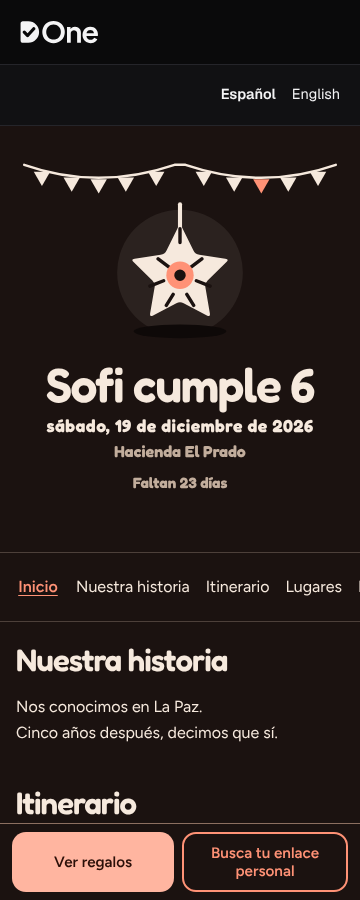 DOne
Español English
Sofi cumple 6
sábado, 19 de diciembre de 2026
Hacienda El Prado
Faltan 23 días
Inicio Nuestra historia Itinerario Lugares
Nuestra historia
Nos conocimos en La Paz.
Cinco años después, decimos que sí.
Itinerario
Ver regalos
Busca tu enlace
personal